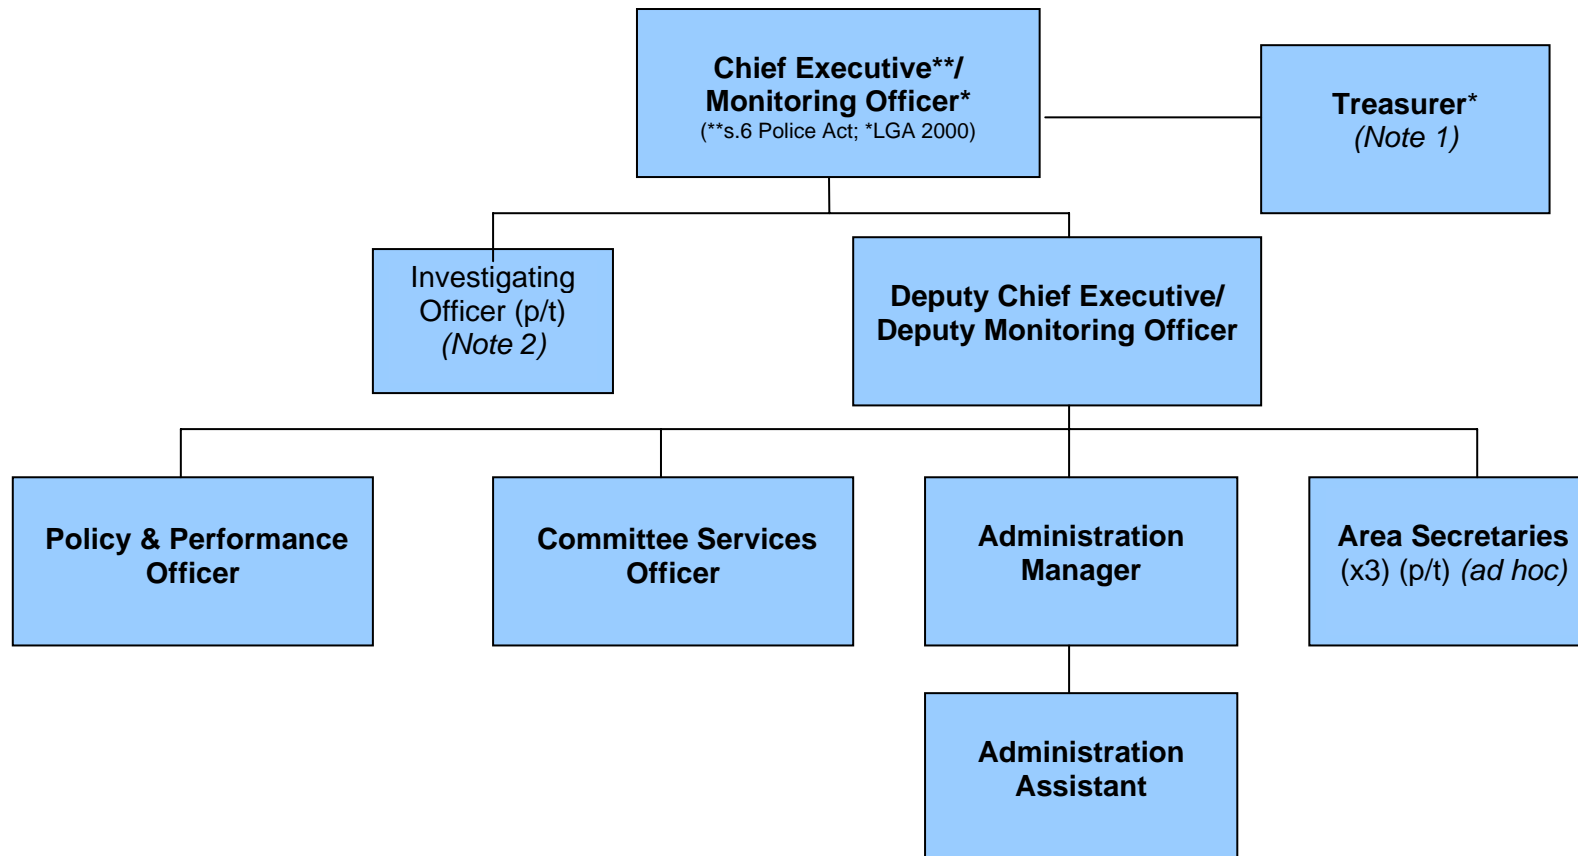 Chief Executive**/
Monitoring Officer*
(**s.6 Police Act; *LGA 2000)
Treasurer*
(Note 1)
Investigating
Officer (p/t)
(Note 2)
Deputy Chief Executive/
Deputy Monitoring Officer
Policy & Performance
Officer
Committee Services
Officer
Administration
Manager
Area Secretaries
(x3) (p/t) (ad hoc)
Administration
Assistant